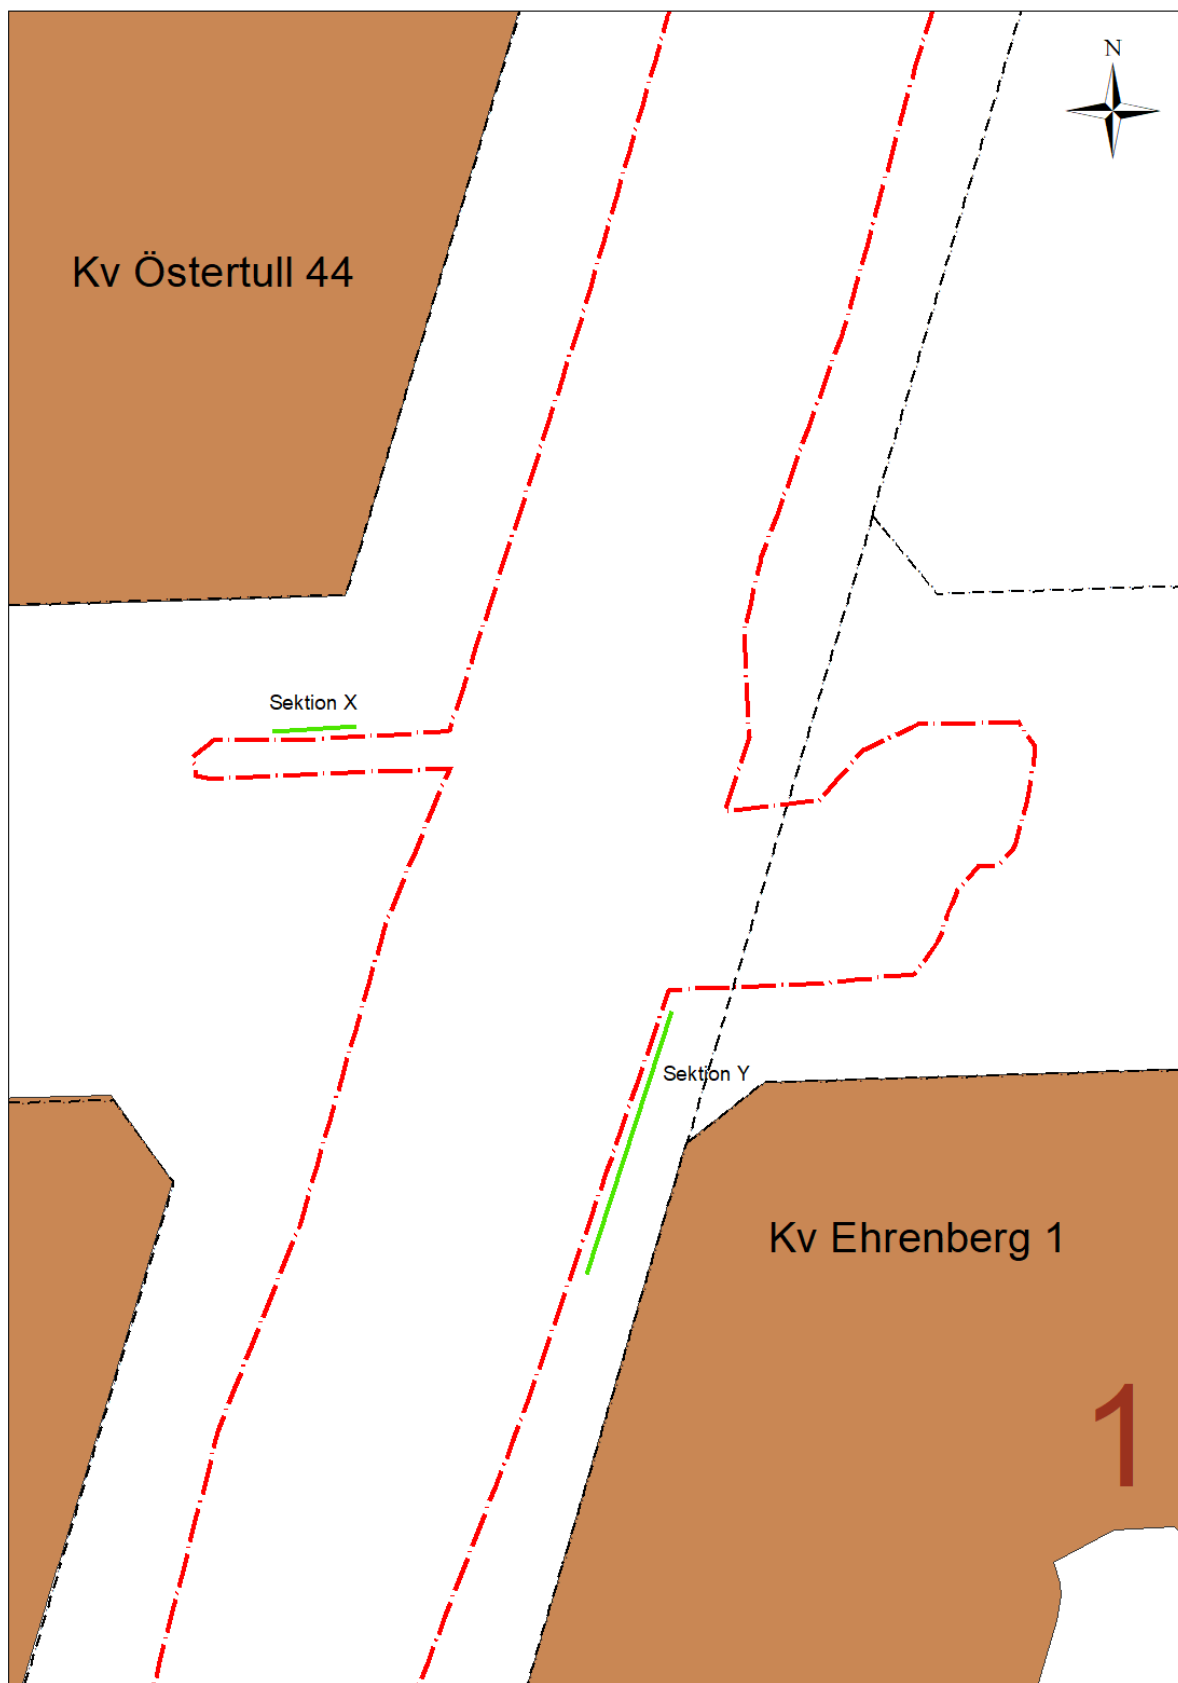 N
Kv Östertull 44
Sektion X
Sektion Y
Kv Ehrenberg 1
1